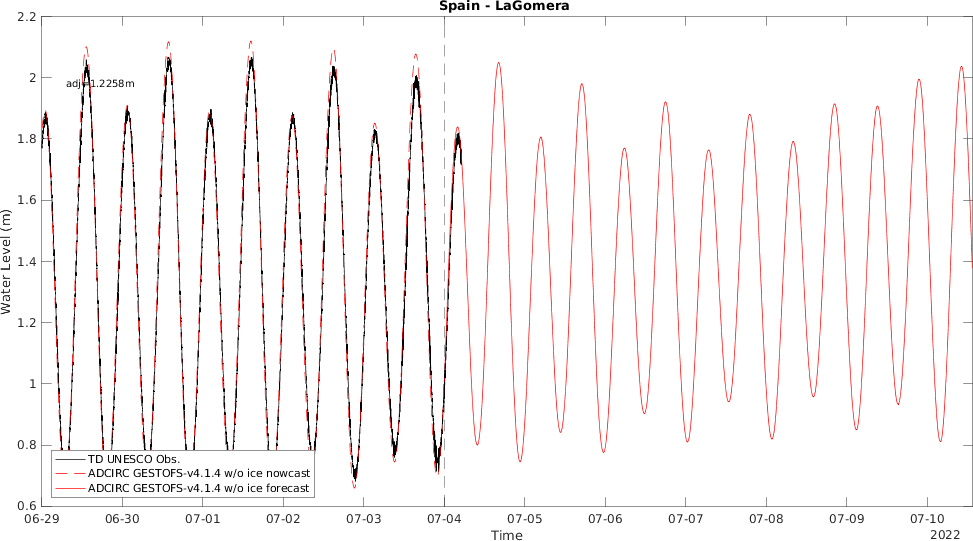 Spain - LaGomera
2.2
2
1.8
1.6
1.4
1.2
1
0.8
0.6
Water Level (m)
adj=1.2258m
TD UNESCO Obs.
ADCIRC GESTOFS-v4.1.4 w/o ice nowcast
ADCIRC GESTOFS-v4.1.4 w/o ice forecast
06-29 06-30 07-01 07-02 07-03 07-04 07-05 07-06 07-07 07-08 07-09 07-10
Time
2022